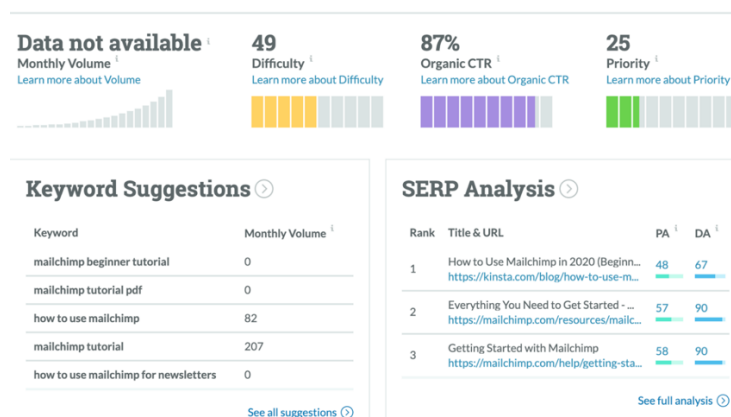 Data not available i
Monthly Volume i
Learn more about Volume
49
Difficulty i
Learn more about Difficulty
87%
Organic CTR i
Learn more about Organic CTR
25
Priority i
Learn more about Priority
Keyword Suggestions
Keyword Monthly Volume i
mailchimp beginner tutorial 0
mailchimp tutorial pdf 0
how to use mailchimp 82
mailchimp tutorial 207
how to use mailchimp for newsletters 0
See all suggestions
SERP Analysis
Rank Title & URL PA i DA i
1 How to Use Mailchimp in 2020 (Beginn... 48 67
https://kinsta.com/blog/how-to-use-m...
2 Everything You Need to Get Started - ... 57 90
https://mailchimp.com/resources/mailc...
3 Getting Started with Mailchimp 58 90
https://mailchimp.com/help/getting-sta...
See full analysis